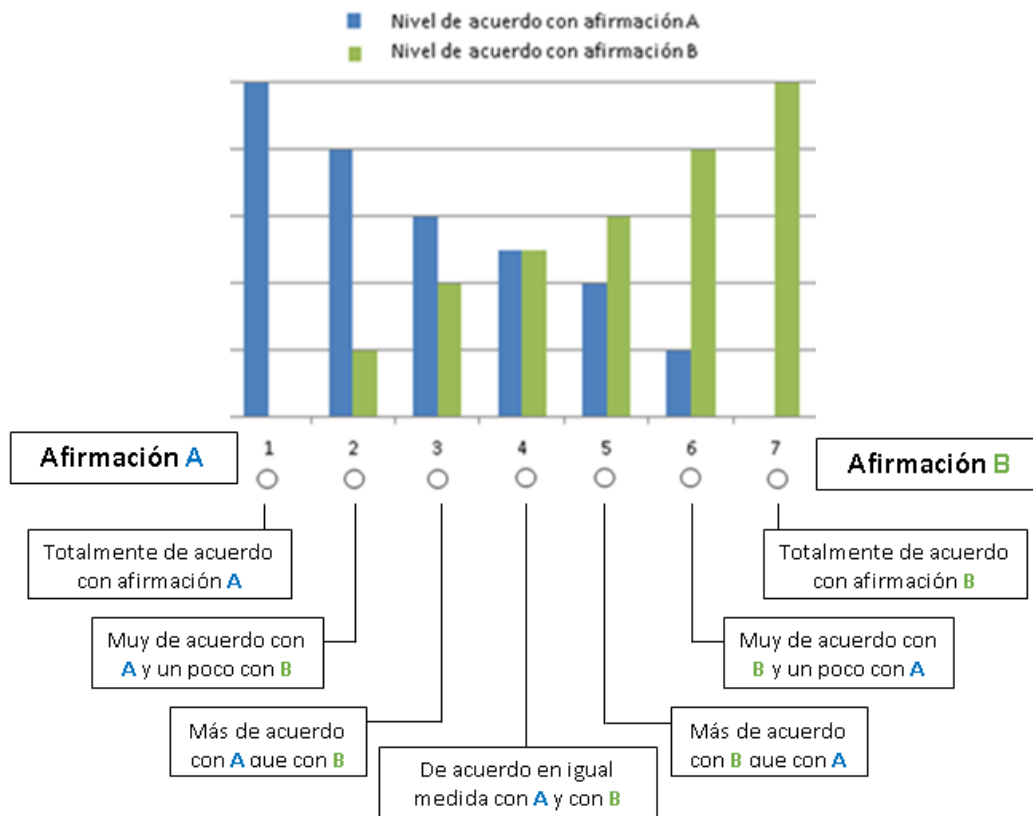 Nivel de acuerdo con afirmación A
Nivel de acuerdo con afirmación B
Afirmación A
1 2 3 4 5 6 7
Afirmación B
Totalmente de acuerdo
con afirmación A
Totalmente de acuerdo
con afirmación B
Muy de acuerdo con
A y un poco con B
Muy de acuerdo con
B y un poco con A
Más de acuerdo
con A que con B
Más de acuerdo
con B que con A
De acuerdo en igual
medida con A y con B